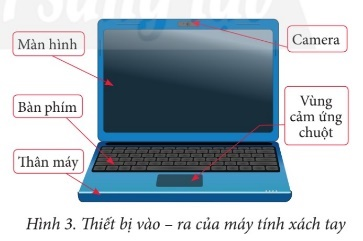 Màn hình
Camera
Bàn phím
Vùng
cảm ứng
chuột
Thân máy
Hình 3. Thiết bị vào – ra của máy tính xách tay